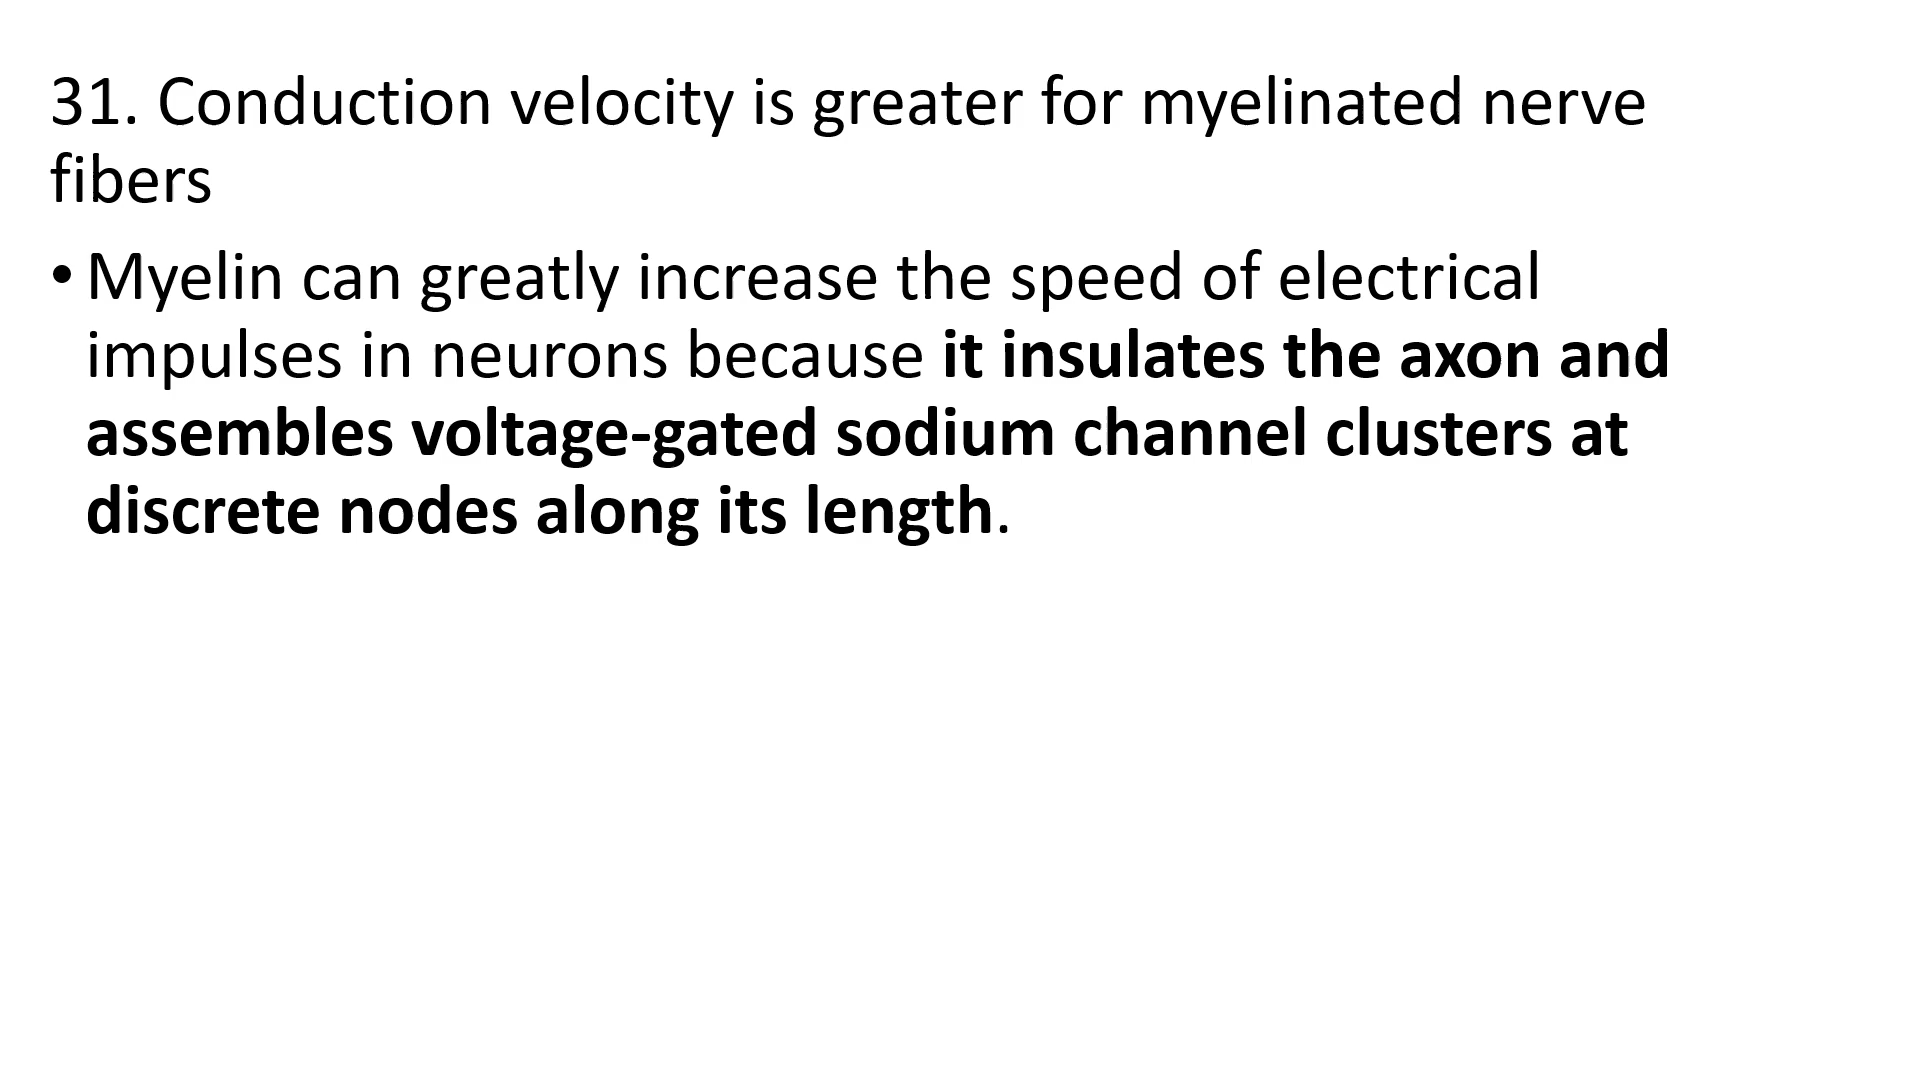 31. Conduction velocity is greater for myelinated nerve
fibers
• Myelin can greatly increase the speed of electrical
impulses in neurons because it insulates the axon and
assembles voltage-gated sodium channel clusters at
discrete nodes along its length.